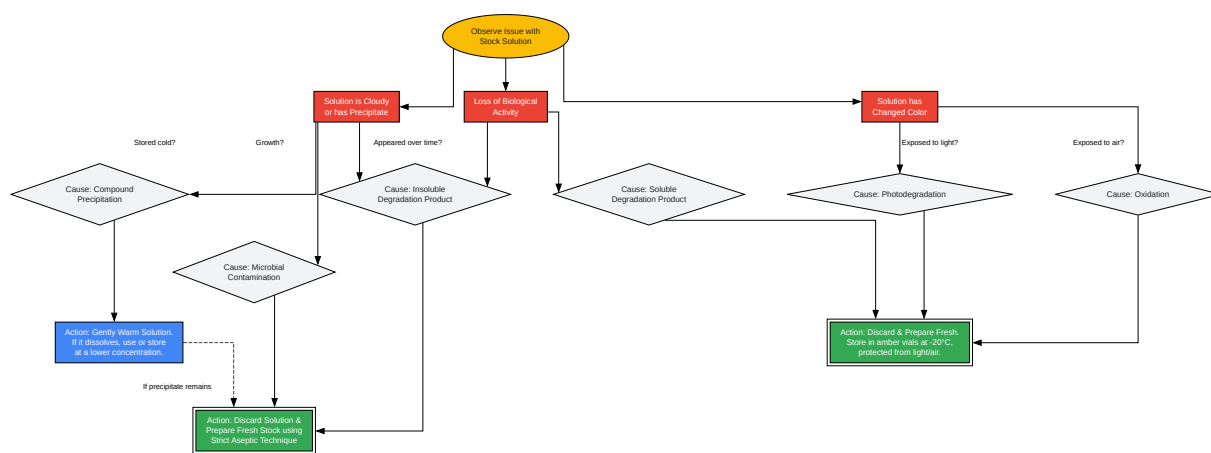 Observe Issue with
Stock Solution
Solution is Cloudy
or has Precipitate
Loss of Biological
Activity
Solution has
Changed Color
Stored cold?
Growth?
Appeared over time?
Exposed to light?
Exposed to air?
Cause: Compound
Precipitation
Cause: Insoluble
Degradation Product
Cause: Soluble
Degradation Product
Cause: Photodegradation
Cause: Oxidation
Cause: Microbial
Contamination
Action: Gently Warm Solution.
If it dissolves, use or store
at a lower concentration.
Action: Discard & Prepare Fresh.
Store in amber vials at -20°C,
protected from light/air.
If precipitate remains
Action: Discard Solution &
Prepare Fresh Stock using
Strict Aseptic Technique